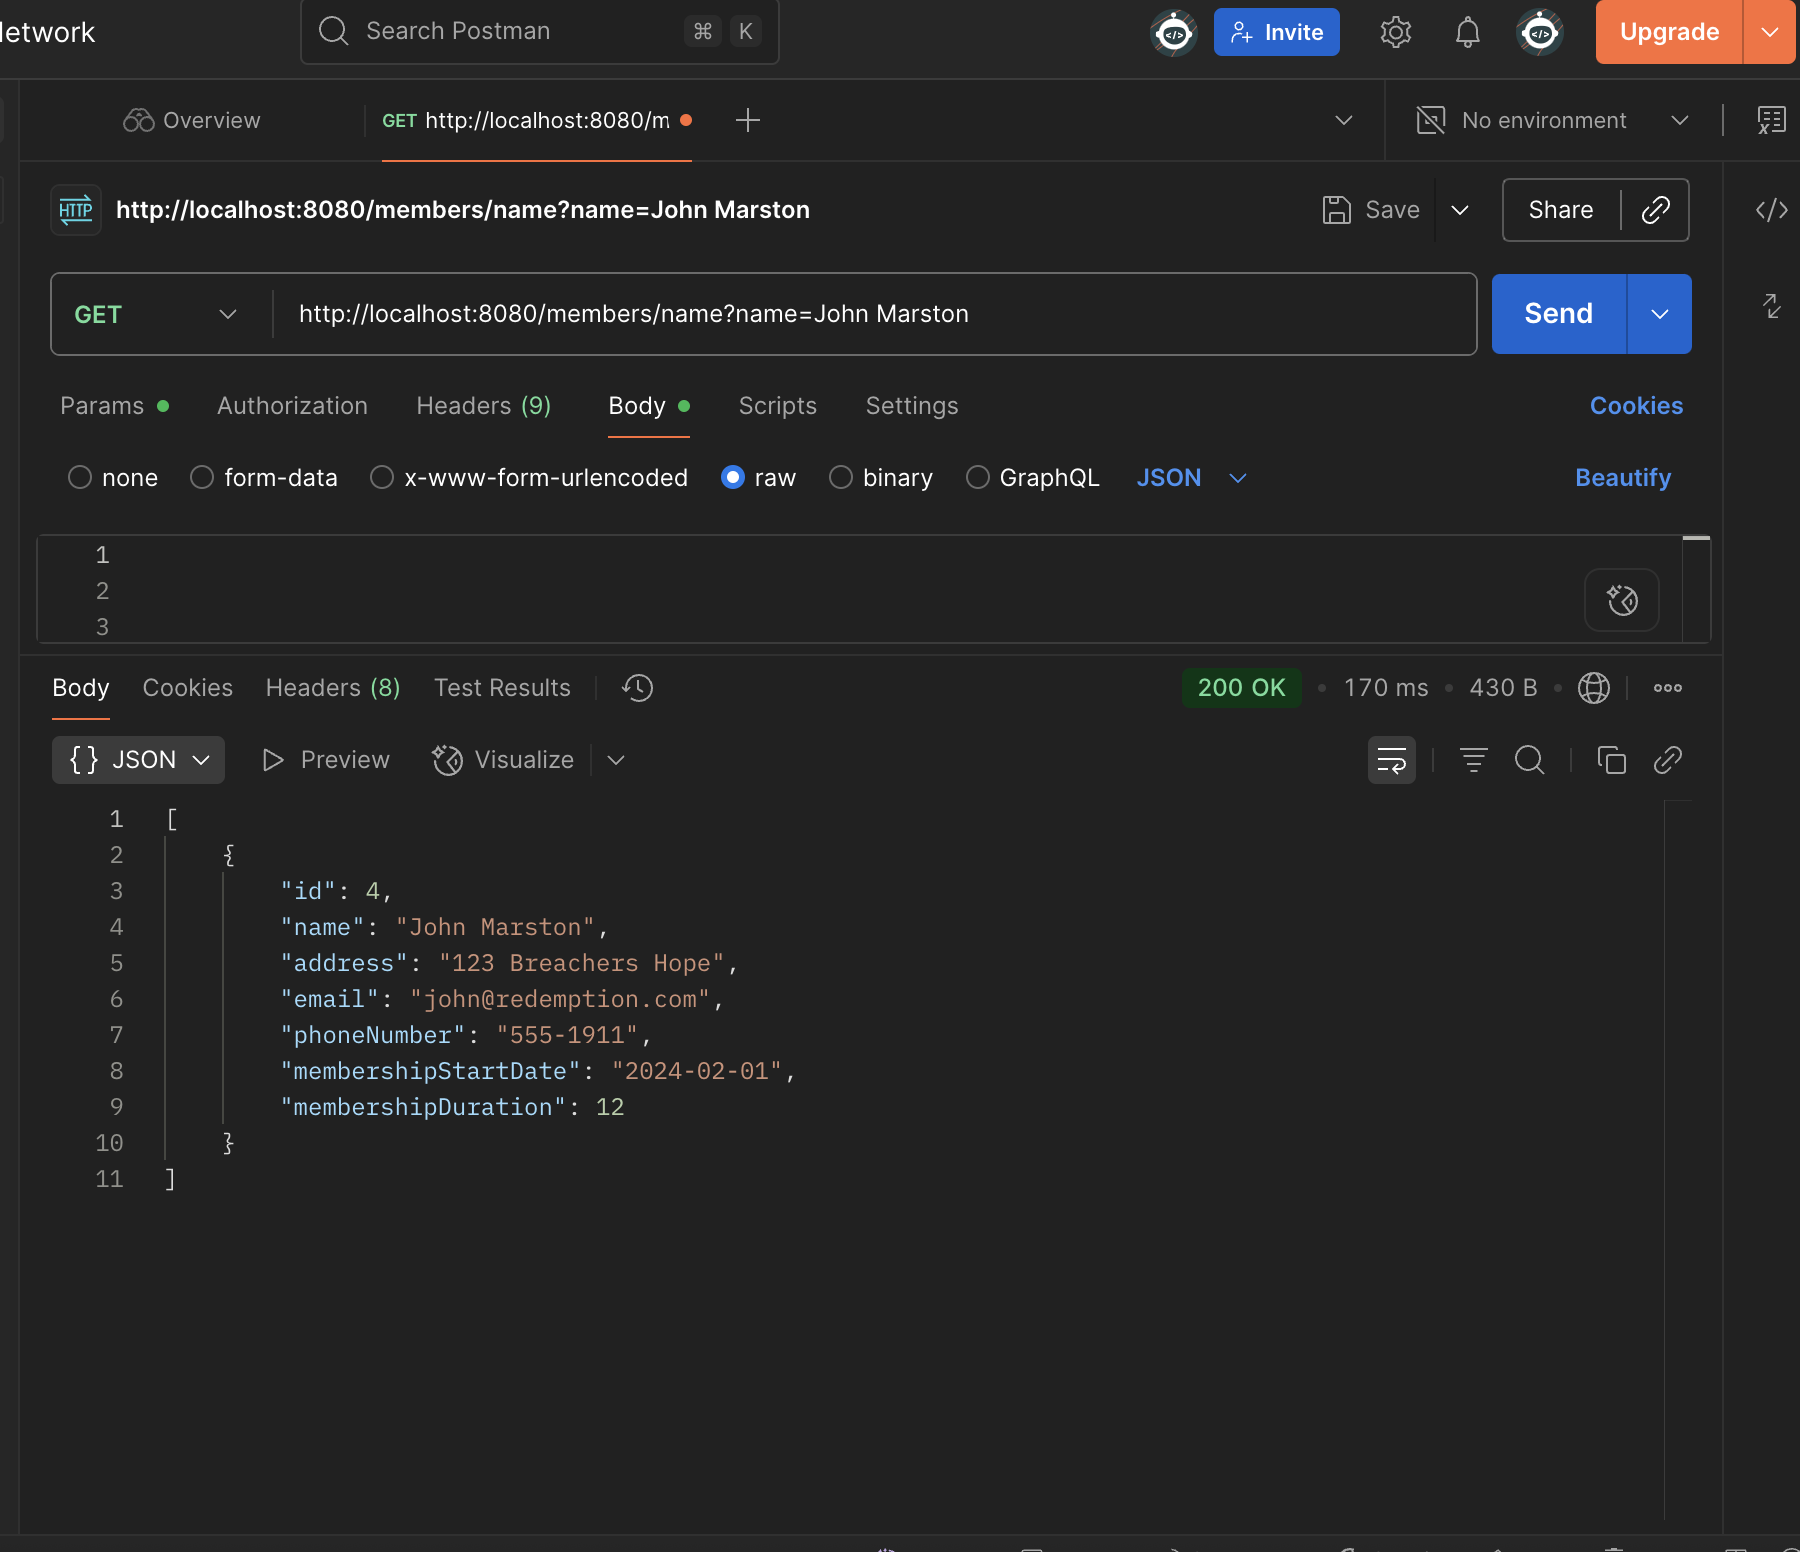 Search Postman ⌘ K
Invite
Upgrade
Overview
GET http://localhost:8080/m
No environment
HTTP http://localhost:8080/members/name?name=John Marston
Save
Share
GET http://localhost:8080/members/name?name=John Marston
Send
Params Authorization Headers (9) Body Scripts Settings
Cookies
none form-data x-www-form-urlencoded raw binary GraphQL JSON
Beautify
1
2
3
Body Cookies Headers (8) Test Results
200 OK • 170 ms • 430 B
{} JSON Preview Visualize
1 [
2 {
3 "id": 4,
4 "name": "John Marston",
5 "address": "123 Breachers Hope",
6 "email": "john@redemption.com",
7 "phoneNumber": "555-1911",
8 "membershipStartDate": "2024-02-01",
9 "membershipDuration": 12
10 }
11 ]